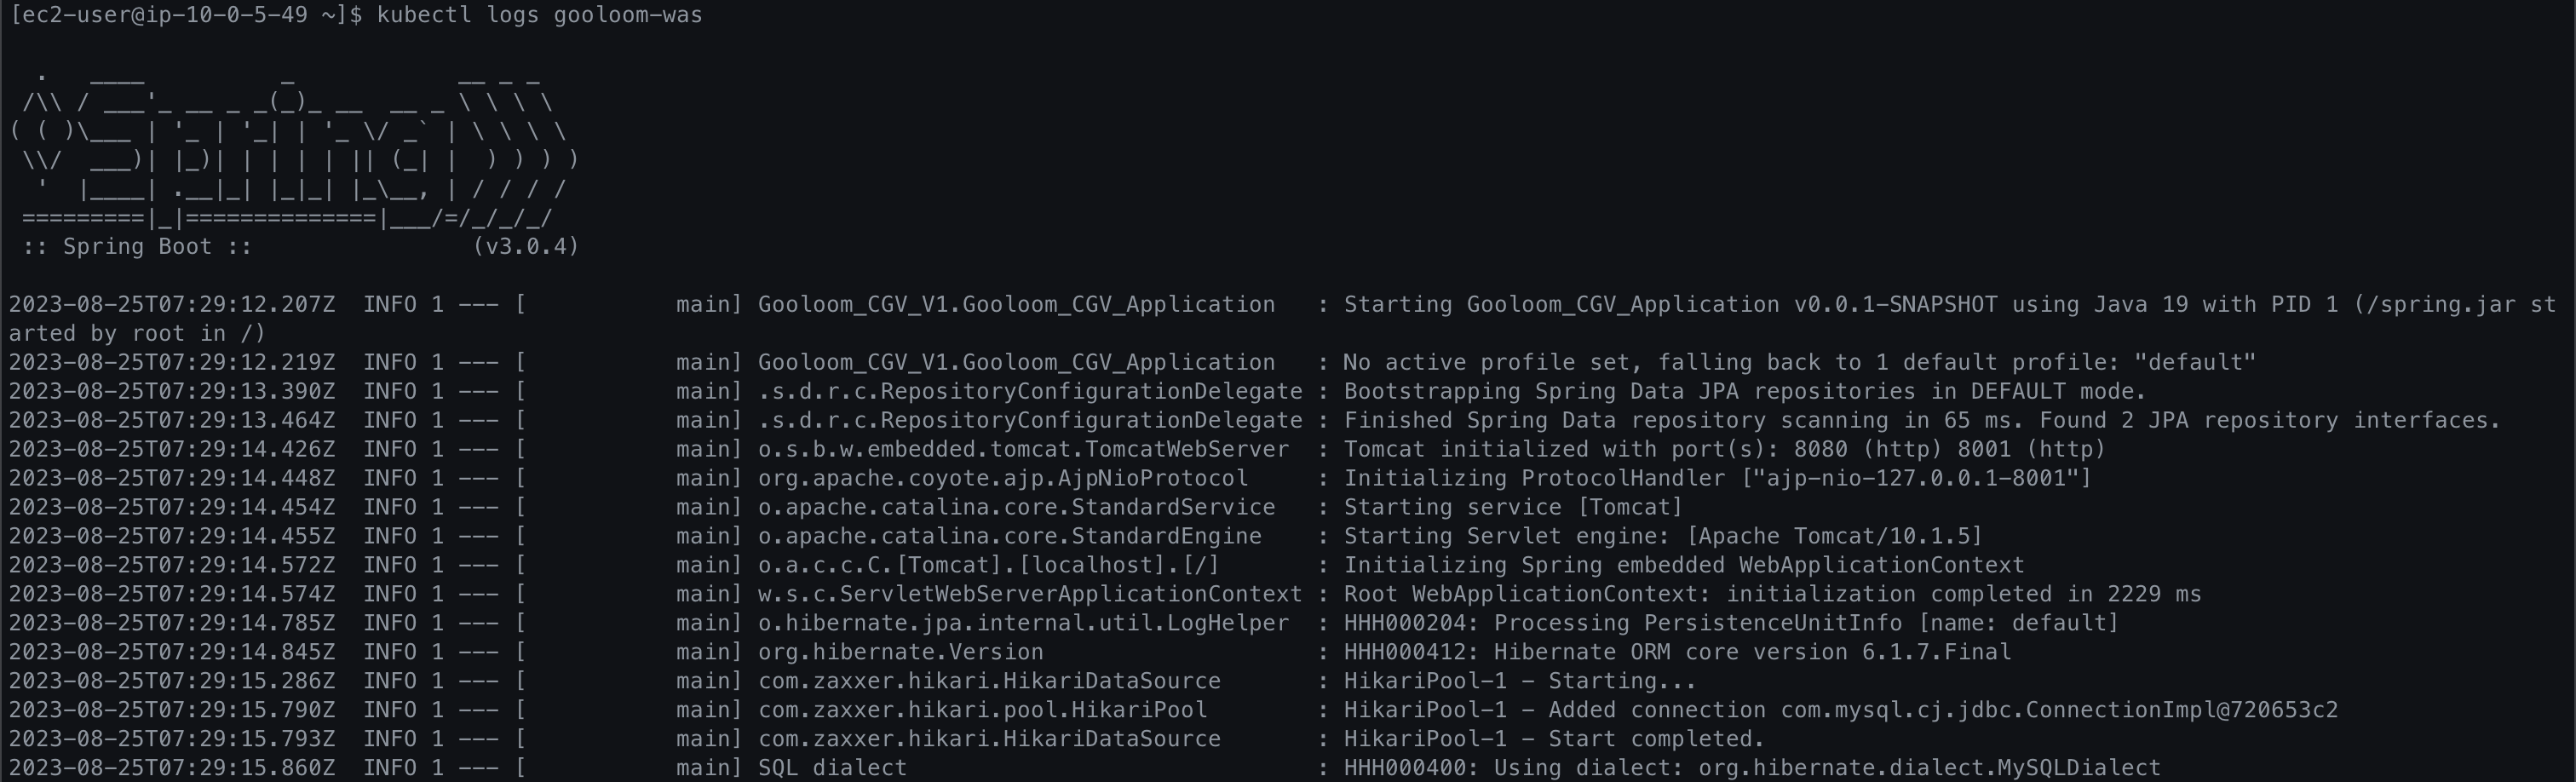 [ec2-user@ip-10-0-5-49 ~]$ kubectl logs gooloom-was

  .   ____          _            __ _ _
 /\\ / ___'_ __ _ _(_)_ __  __ _ \ \ \ \
( ( )\___ | '_ | '_| | '_ \/ _` | \ \ \ \
 \\/  ___)| |_)| | | | | || (_| |  ) ) ) )
  '  |____| .__|_| |_|_| |_\__, | / / / /
 =========|_|==============|___/=/_/_/_/
 :: Spring Boot ::                (v3.0.4)

2023-08-25T07:29:12.207Z  INFO 1 --- [           main] Gooloom_CGV_V1.Gooloom_CGV_Application   : Starting Gooloom_CGV_Application v0.0.1-SNAPSHOT using Java 19 with PID 1 (/spring.jar st
arted by root in /)
2023-08-25T07:29:12.219Z  INFO 1 --- [           main] Gooloom_CGV_V1.Gooloom_CGV_Application   : No active profile set, falling back to 1 default profile: "default"
2023-08-25T07:29:13.390Z  INFO 1 --- [           main] .s.d.r.c.RepositoryConfigurationDelegate : Bootstrapping Spring Data JPA repositories in DEFAULT mode.
2023-08-25T07:29:13.464Z  INFO 1 --- [           main] .s.d.r.c.RepositoryConfigurationDelegate : Finished Spring Data repository scanning in 65 ms. Found 2 JPA repository interfaces.
2023-08-25T07:29:14.426Z  INFO 1 --- [           main] o.s.b.w.embedded.tomcat.TomcatWebServer  : Tomcat initialized with port(s): 8080 (http) 8001 (http)
2023-08-25T07:29:14.448Z  INFO 1 --- [           main] org.apache.coyote.ajp.AjpNioProtocol     : Initializing ProtocolHandler ["ajp-nio-127.0.0.1-8001"]
2023-08-25T07:29:14.454Z  INFO 1 --- [           main] o.apache.catalina.core.StandardService   : Starting service [Tomcat]
2023-08-25T07:29:14.455Z  INFO 1 --- [           main] o.apache.catalina.core.StandardEngine    : Starting Servlet engine: [Apache Tomcat/10.1.5]
2023-08-25T07:29:14.572Z  INFO 1 --- [           main] o.a.c.c.C.[Tomcat].[localhost].[/]       : Initializing Spring embedded WebApplicationContext
2023-08-25T07:29:14.574Z  INFO 1 --- [           main] w.s.c.ServletWebServerApplicationContext : Root WebApplicationContext: initialization completed in 2229 ms
2023-08-25T07:29:14.785Z  INFO 1 --- [           main] o.hibernate.jpa.internal.util.LogHelper  : HHH000204: Processing PersistenceUnitInfo [name: default]
2023-08-25T07:29:14.845Z  INFO 1 --- [           main] org.hibernate.Version                    : HHH000412: Hibernate ORM core version 6.1.7.Final
2023-08-25T07:29:15.286Z  INFO 1 --- [           main] com.zaxxer.hikari.HikariDataSource       : HikariPool-1 - Starting...
2023-08-25T07:29:15.790Z  INFO 1 --- [           main] com.zaxxer.hikari.pool.HikariPool        : HikariPool-1 - Added connection com.mysql.cj.jdbc.ConnectionImpl@720653c2
2023-08-25T07:29:15.793Z  INFO 1 --- [           main] com.zaxxer.hikari.HikariDataSource       : HikariPool-1 - Start completed.
2023-08-25T07:29:15.860Z  INFO 1 --- [           main] SQL dialect                              : HHH000400: Using dialect: org.hibernate.dialect.MySQLDialect